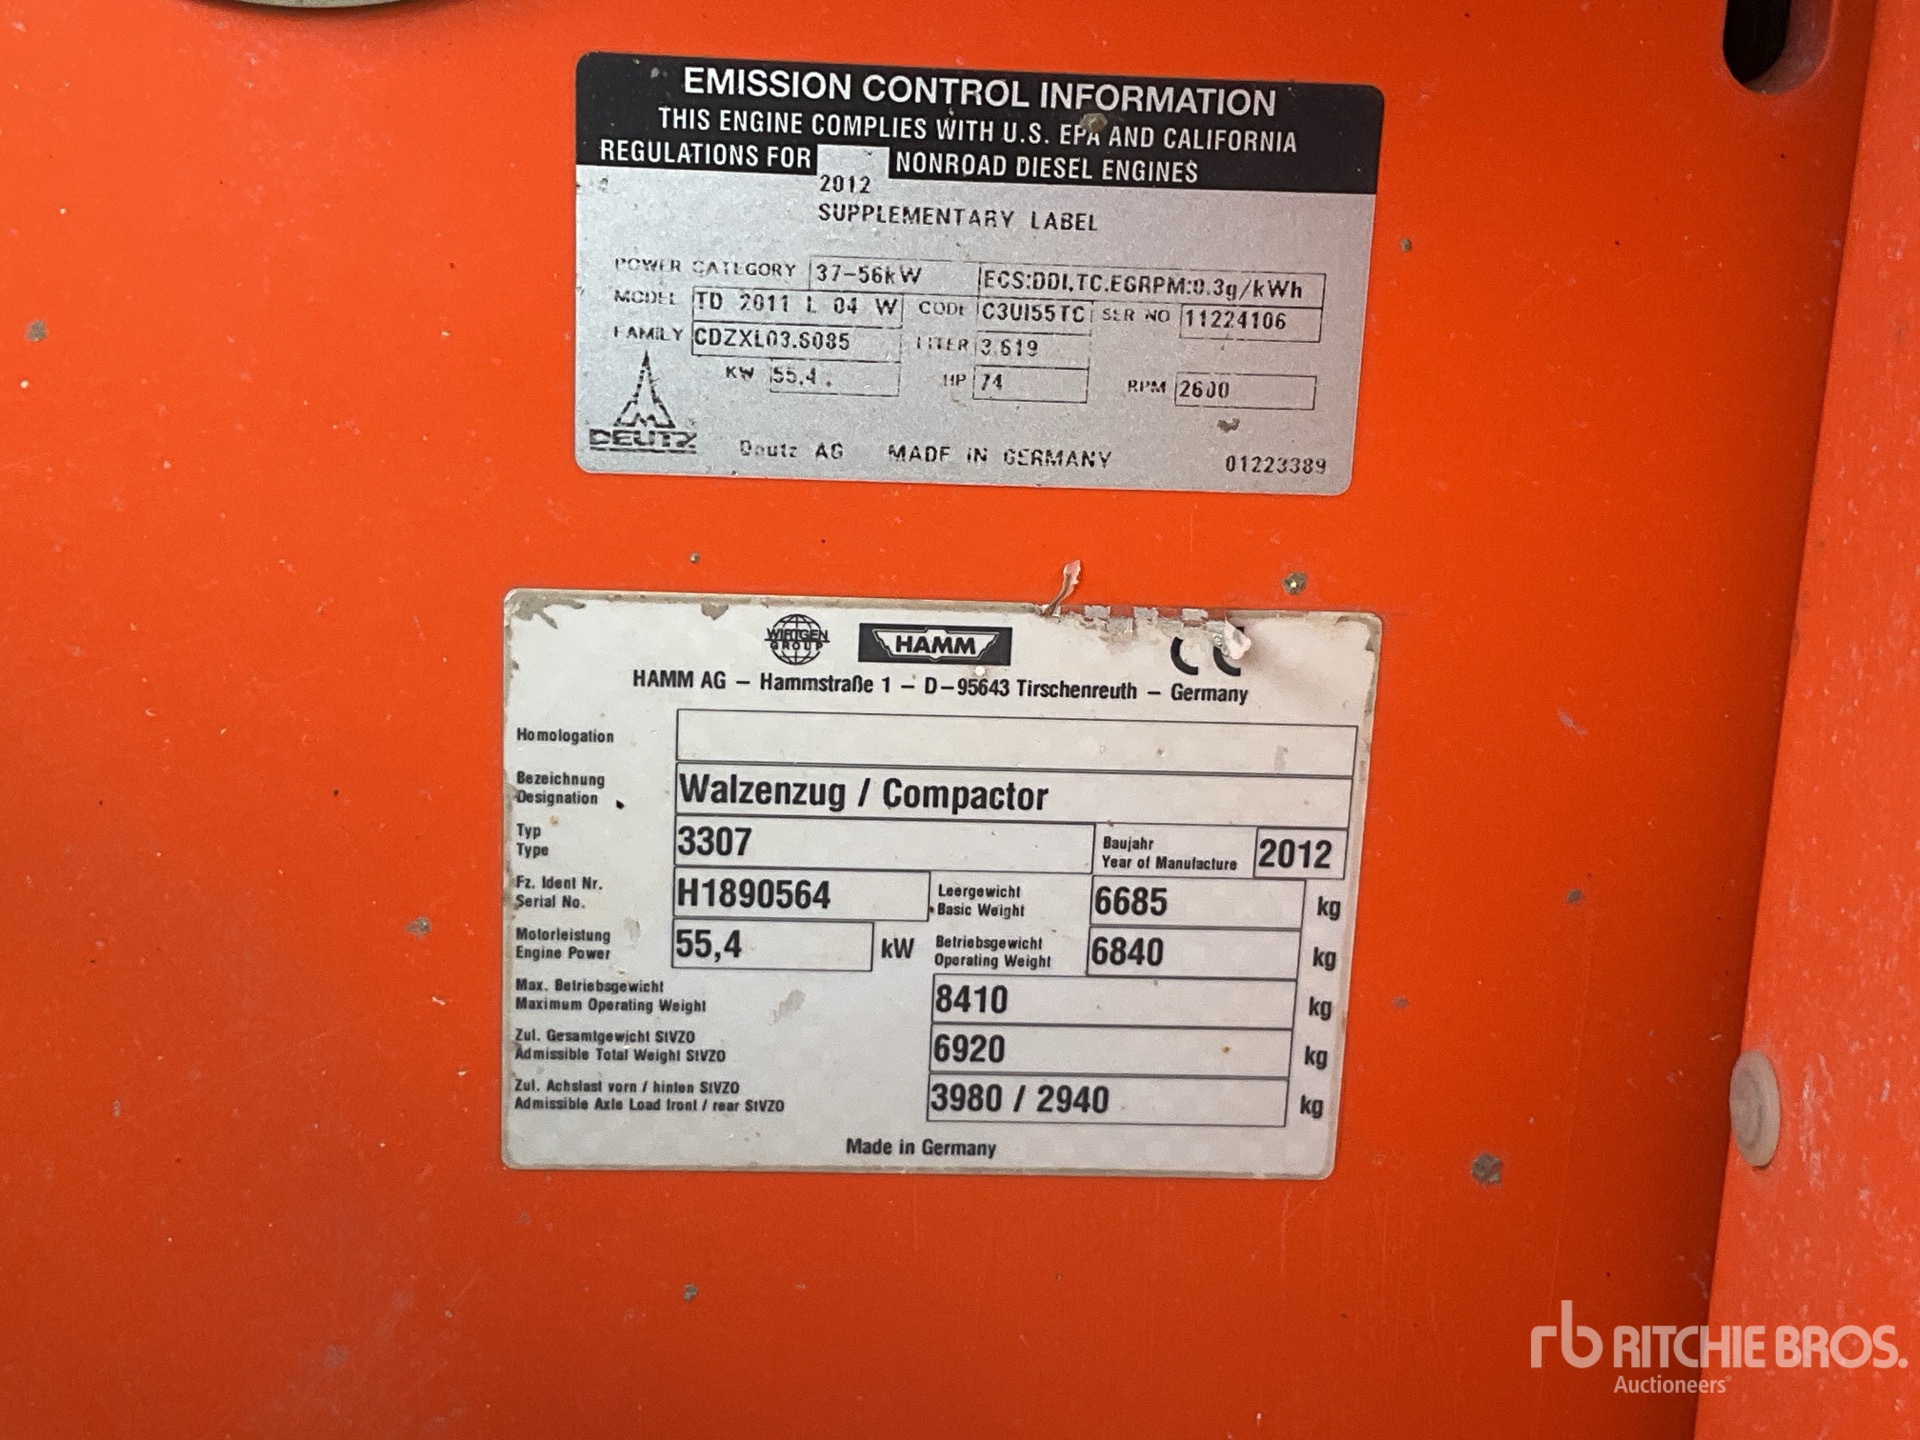 EMISSION CONTROL INFORMATION
THIS ENGINE COMPLIES WITH U.S. EPA AND CALIFORNIA
REGULATIONS FOR NONROAD DIESEL ENGINES
2012
SUPPLEMENTARY LABEL
POWER CATEGORY 37-56kW ECS:DDI,TC.EGRPM:0.3g/kWh
MODEL TD 2011 L 04 W CODE C3UI55TC SER NO 11224106
FAMILY CDZXL03.6085 LITER 3.619
KW 55,4 HP 74 RPM 2600
DEUTZ Deutz AG MADE IN GERMANY 01223389
WIRTGEN GROUP HAMM CE
HAMM AG – Hammstraße 1 – D–95643 Tirschenreuth – Germany
Homologation
Bezeichnung
Designation
Walzenzug / Compactor
Typ
Type
3307
Baujahr
Year of Manufacture
2012
Fz. Ident Nr.
Serial No.
H1890564
Leergewicht
Basic Weight
6685 kg
Motorleistung
Engine Power
55,4 kW
Betriebsgewicht
Operating Weight
6840 kg
Max. Betriebsgewicht
Maximum Operating Weight
8410 kg
Zul. Gesamtgewicht StVZO
Admissible Total Weight StVZO
6920 kg
Zul. Achslast vorn / hinten StVZO
Admissible Axle Load front / rear StVZO
3980 / 2940 kg
Made in Germany
rb RITCHIE BROS.
Auctioneers